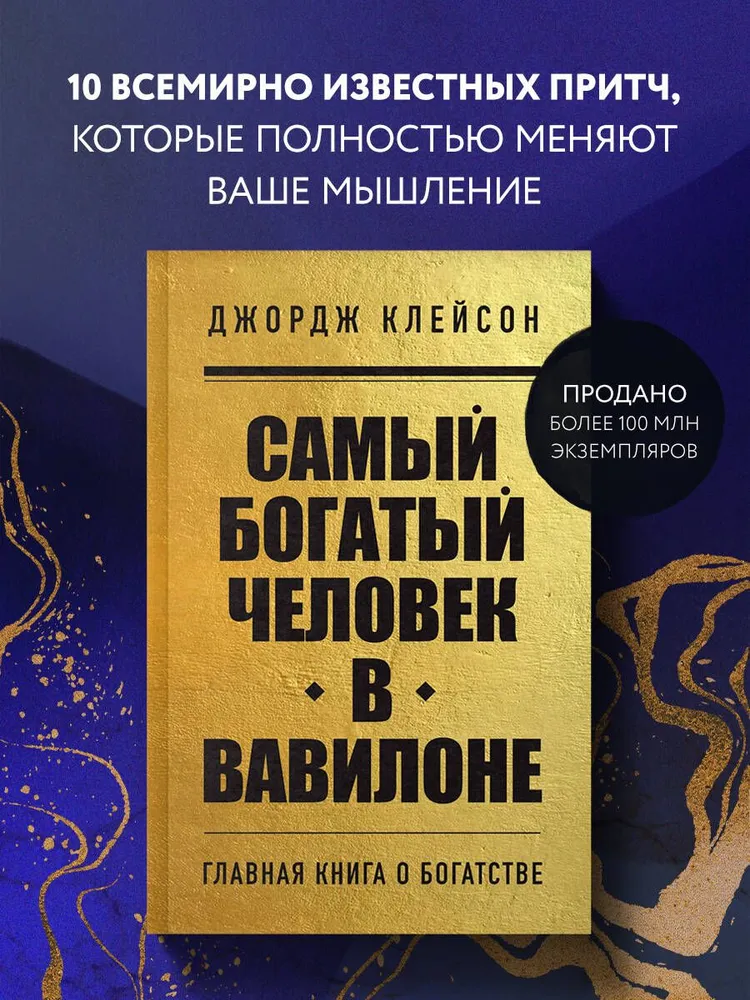 10 ВСЕМИРНО ИЗВЕСТНЫХ ПРИТЧ,
КОТОРЫЕ ПОЛНОСТЬЮ МЕНЯЮТ
ВАШЕ МЫШЛЕНИЕ
ДЖОРДЖ КЛЕЙСОН
ПРОДАНО
БОЛЕЕ 100 МЛН
ЭКЗЕМПЛЯРОВ
САМЫЙ
БОГАТЫЙ
ЧЕЛОВЕК
В
ВАВИЛОНЕ
ГЛАВНАЯ КНИГА О БОГАТСТВЕ